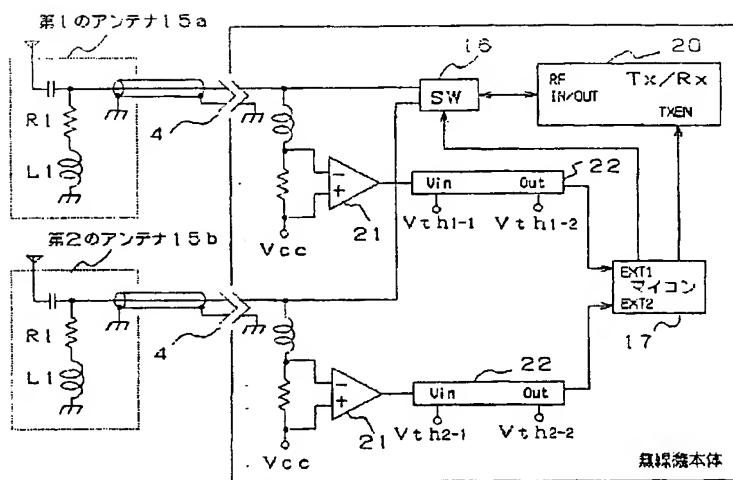 第1のアンテナ15a
R1
L1
4
16
SW
20
RF
IN/OUT
Tx/Rx
TXEN
Vcc
21
Vin
Out
22
Vth1-1
Vth1-2
第2のアンテナ15b
R1
L1
4
EXT1
マイコン
EXT2
17
Vcc
21
22
Vin
Out
Vth2-1
Vth2-2
無線機本体